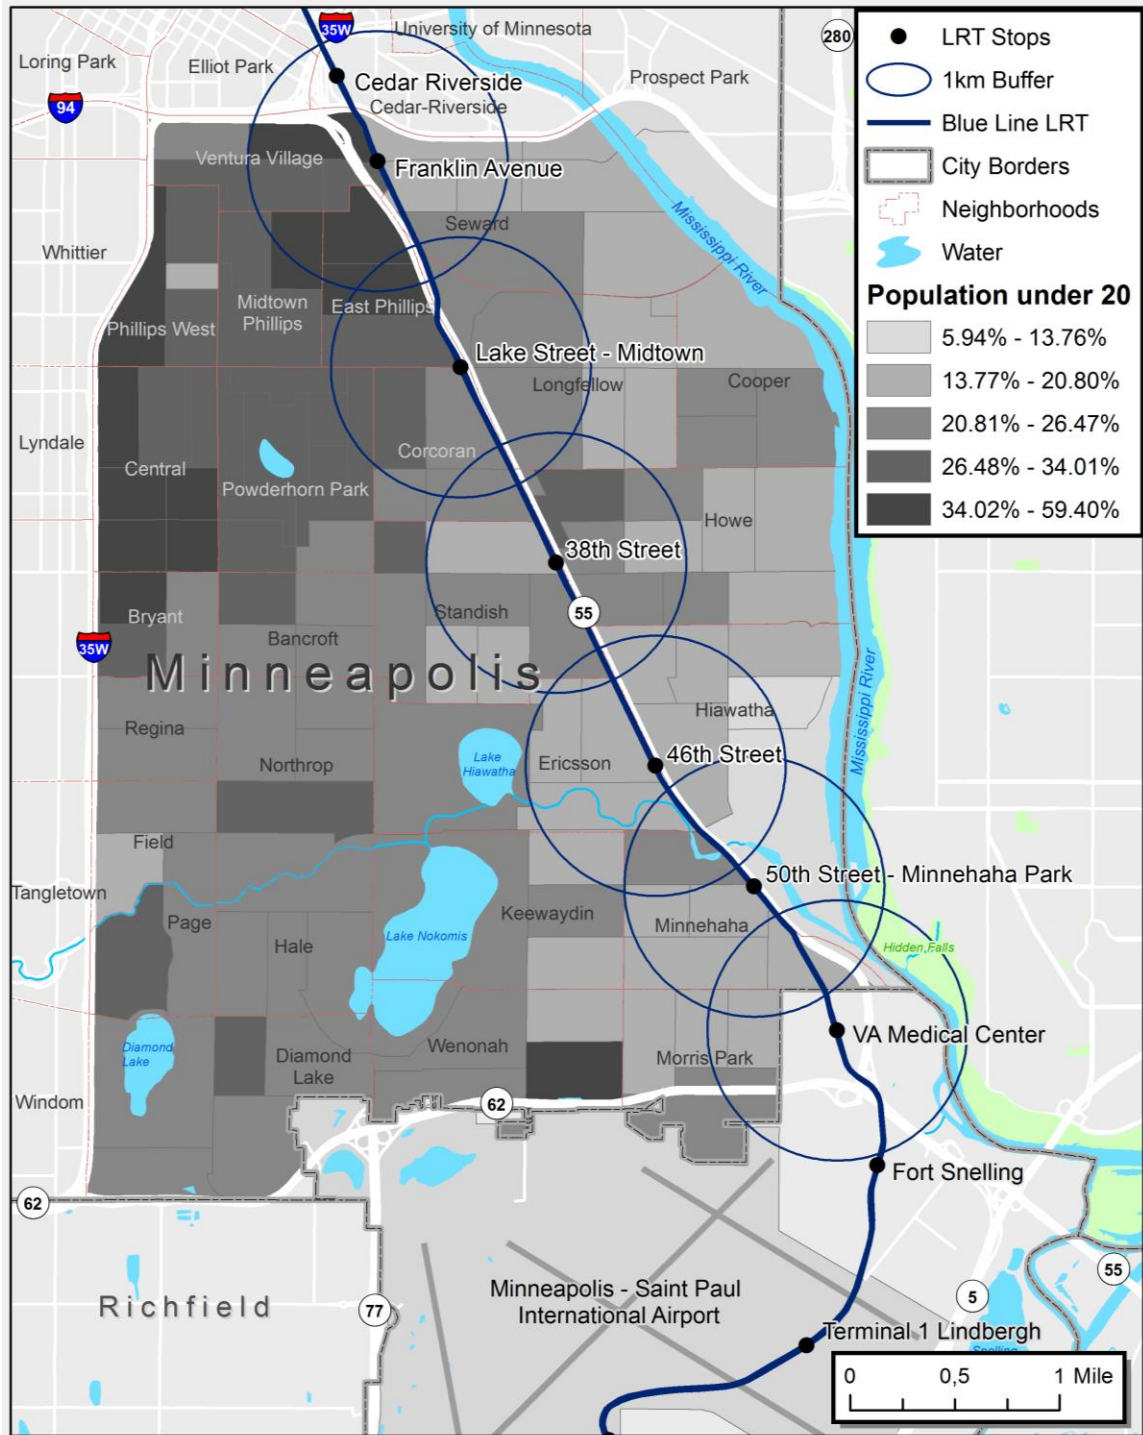 35W
University of Minnesota
280
Loring Park
Elliot Park
Cedar Riverside
Cedar-Riverside
Prospect Park
94
Ventura Village
Franklin Avenue
Seward
Mississippi River
Whittier
Midtown
Phillips
East Phillips
Phillips West
Lake Street - Midtown
Longfellow
Cooper
Lyndale
Central
Corcoran
Powderhorn Park
Howe
38th Street
55
Bryant
Standish
35W
Bancroft
Minneapolis
Mississippi River
Regina
Hiawatha
Northrop
Lake
Hiawatha
Ericsson
46th Street
Field
Tangletown
50th Street - Minnehaha Park
Page
Keewaydin
Minnehaha
Hale
Lake Nokomis
Hidden Falls
VA Medical Center
Diamond
Lake
Diamond
Lake
Wenonah
Morris Park
Windom
62
Fort Snelling
62
55
Minneapolis - Saint Paul
International Airport
5
Richfield
77
Terminal 1 Lindbergh
LRT Stops
1km Buffer
Blue Line LRT
City Borders
Neighborhoods
Water
Population under 20
5.94% - 13.76%
13.77% - 20.80%
20.81% - 26.47%
26.48% - 34.01%
34.02% - 59.40%
0 0,5 1 Mile